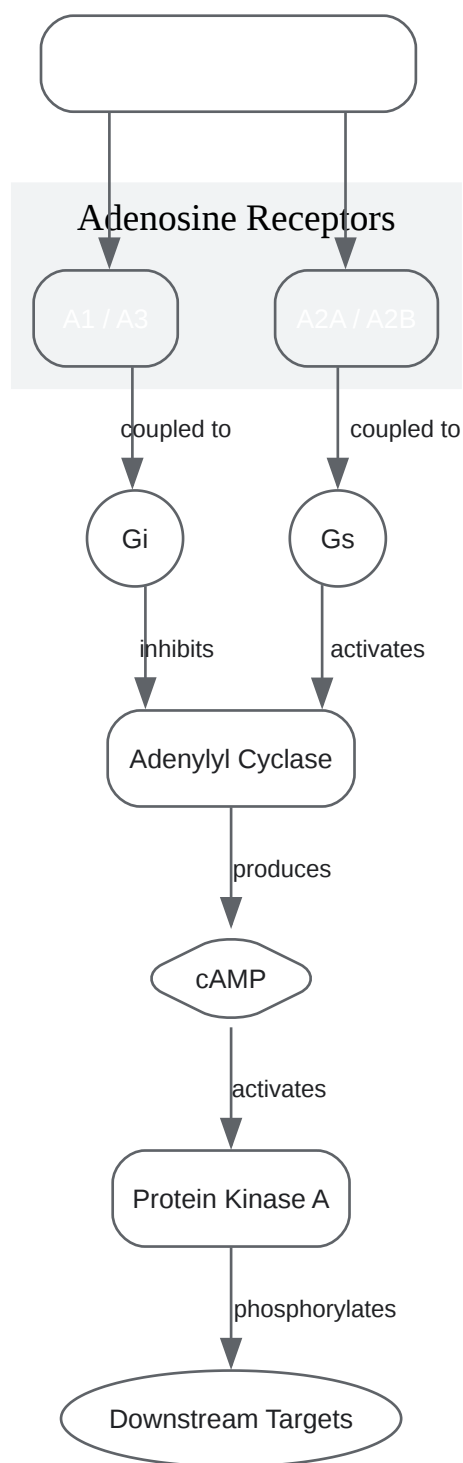 Adenosine Receptors
A1 / A3
A2A / A2B
coupled to
coupled to
Gi
Gs
inhibits
activates
Adenylyl Cyclase
produces
cAMP
activates
Protein Kinase A
phosphorylates
Downstream Targets